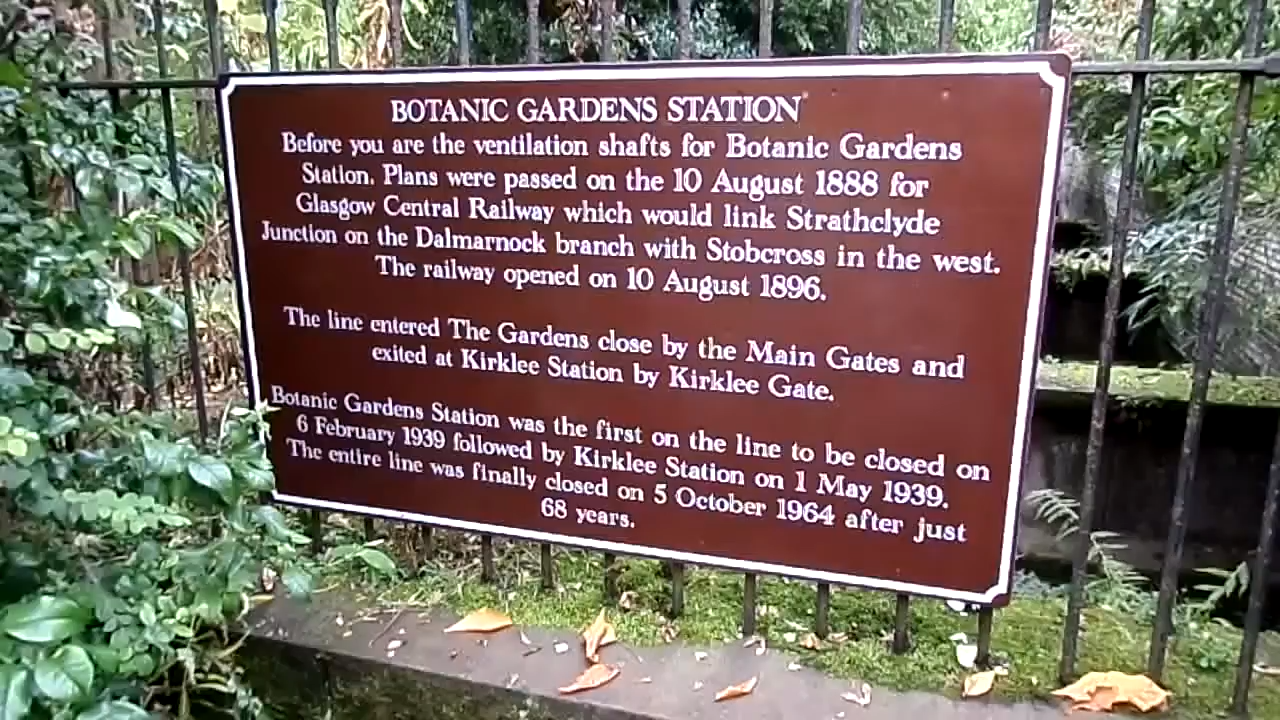 BOTANIC GARDENS STATION
Before you are the ventilation shafts for Botanic Gardens
Station. Plans were passed on the 10 August 1888 for
Glasgow Central Railway which would link Strathclyde
Junction on the Dalmarnock branch with Stobcross in the west.
The railway opened on 10 August 1896.
The line entered The Gardens close by the Main Gates and
exited at Kirklee Station by Kirklee Gate.
Botanic Gardens Station was the first on the line to be closed on
6 February 1939 followed by Kirklee Station on 1 May 1939.
The entire line was finally closed on 5 October 1964 after just
68 years.